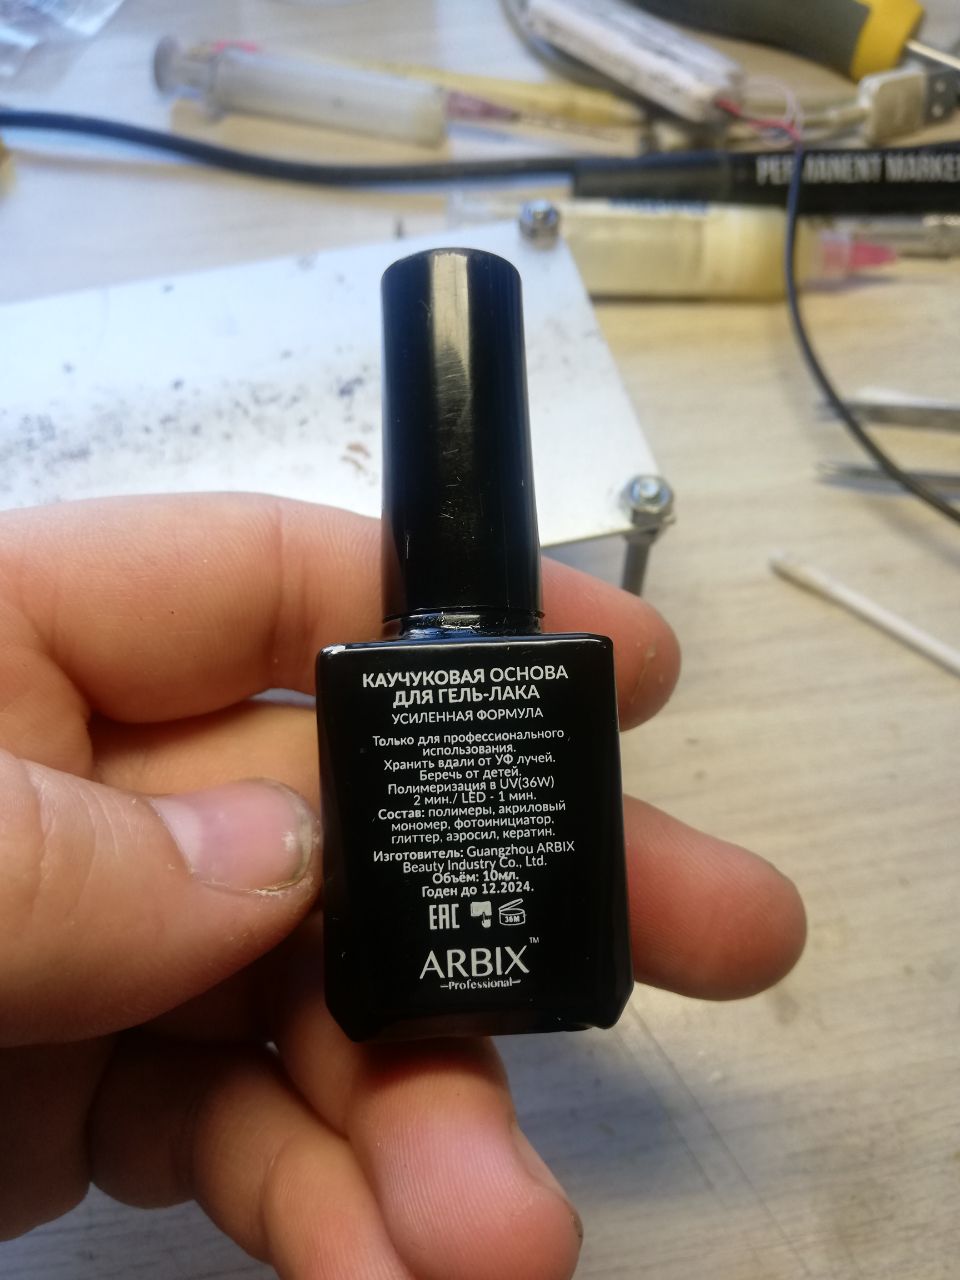 PERMANENT MARKER
КАУЧУКОВАЯ ОСНОВА
ДЛЯ ГЕЛЬ-ЛАКА
УСИЛЕННАЯ ФОРМУЛА
Только для профессионального
использования.
Хранить вдали от УФ лучей.
Беречь от детей.
Полимеризация в UV(36W)
2 мин./ LED - 1 мин.
Состав: полимеры, акриловый
мономер, фотоинициатор,
глиттер, аэросил, кератин.
Изготовитель: Guangzhou ARBIX
Beauty Industry Co., Ltd.
Объём: 10мл.
Годен до 12.2024.
EAC 36M
ARBIX™
Professional